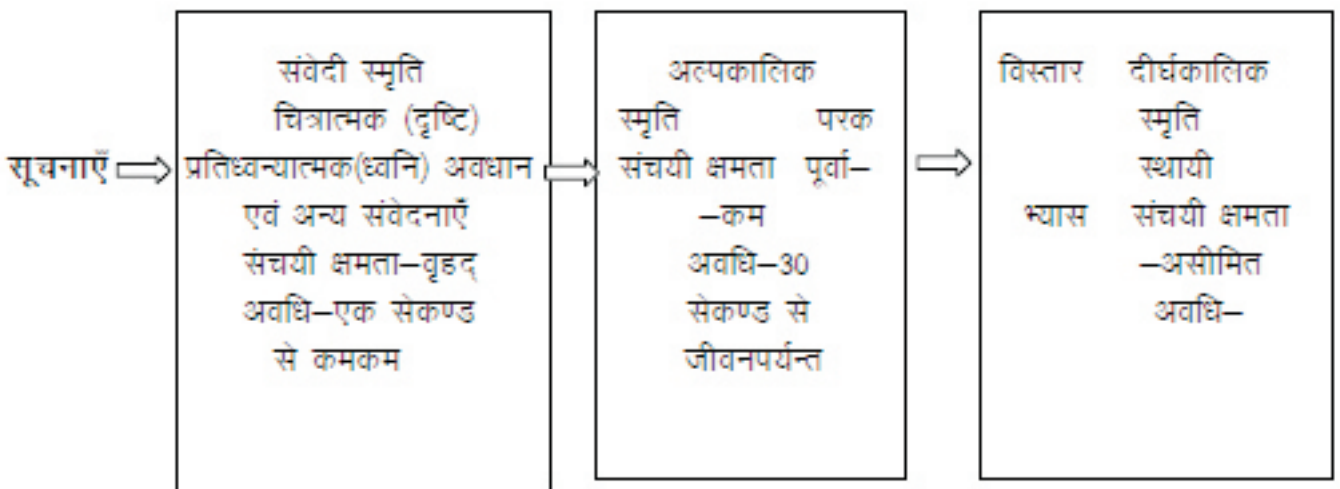 सूचनाएँ
संवेदी स्मृति
चित्रात्मक (दृष्टि)
प्रतिध्वन्यात्मक(ध्वनि) अवधान
एवं अन्य संवेदनाएँ
संचयी क्षमता–वृहद्
अवधि–एक सेकण्ड
से कमकम
अल्पकालिक
स्मृति परक
संचयी क्षमता पूर्वा–
–कम
अवधि–30
सेकण्ड से
जीवनपर्यन्त
विस्तार दीर्घकालिक
स्मृति
स्थायी
भ्यास संचयी क्षमता
–असीमित
अवधि–